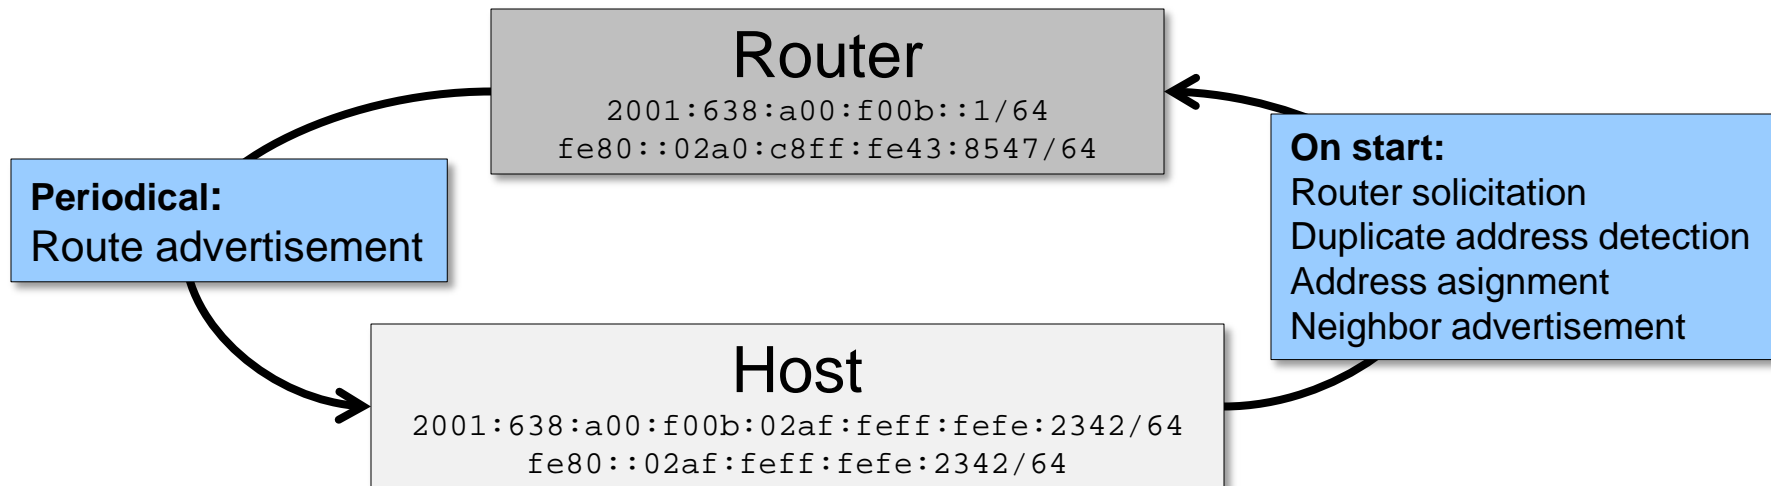 Router
2001:638:a00:f00b::1/64
fe80::02a0:c8ff:fe43:8547/64
Periodical:
Route advertisement
On start:
Router solicitation
Duplicate address detection
Address asignment
Neighbor advertisement
Host
2001:638:a00:f00b:02af:feff:fefe:2342/64
fe80::02af:feff:fefe:2342/64